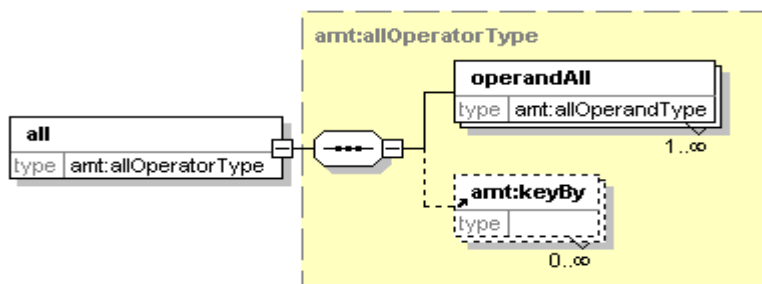 amt:allOperatorType
operandAll
type amt:allOperandType
1..∞
all
type amt:allOperatorType
amt:keyBy
type
0..∞